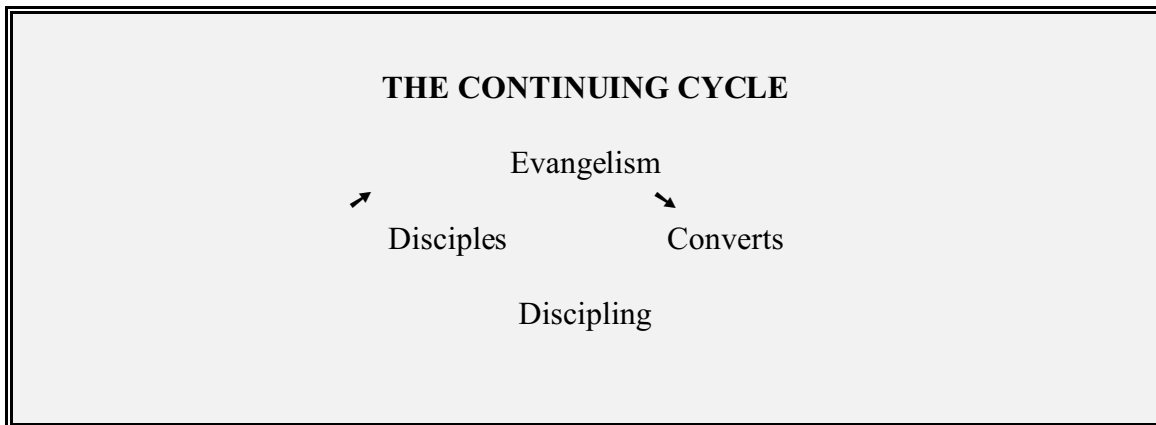 THE CONTINUING CYCLE
Evangelism
Disciples Converts
Discipling